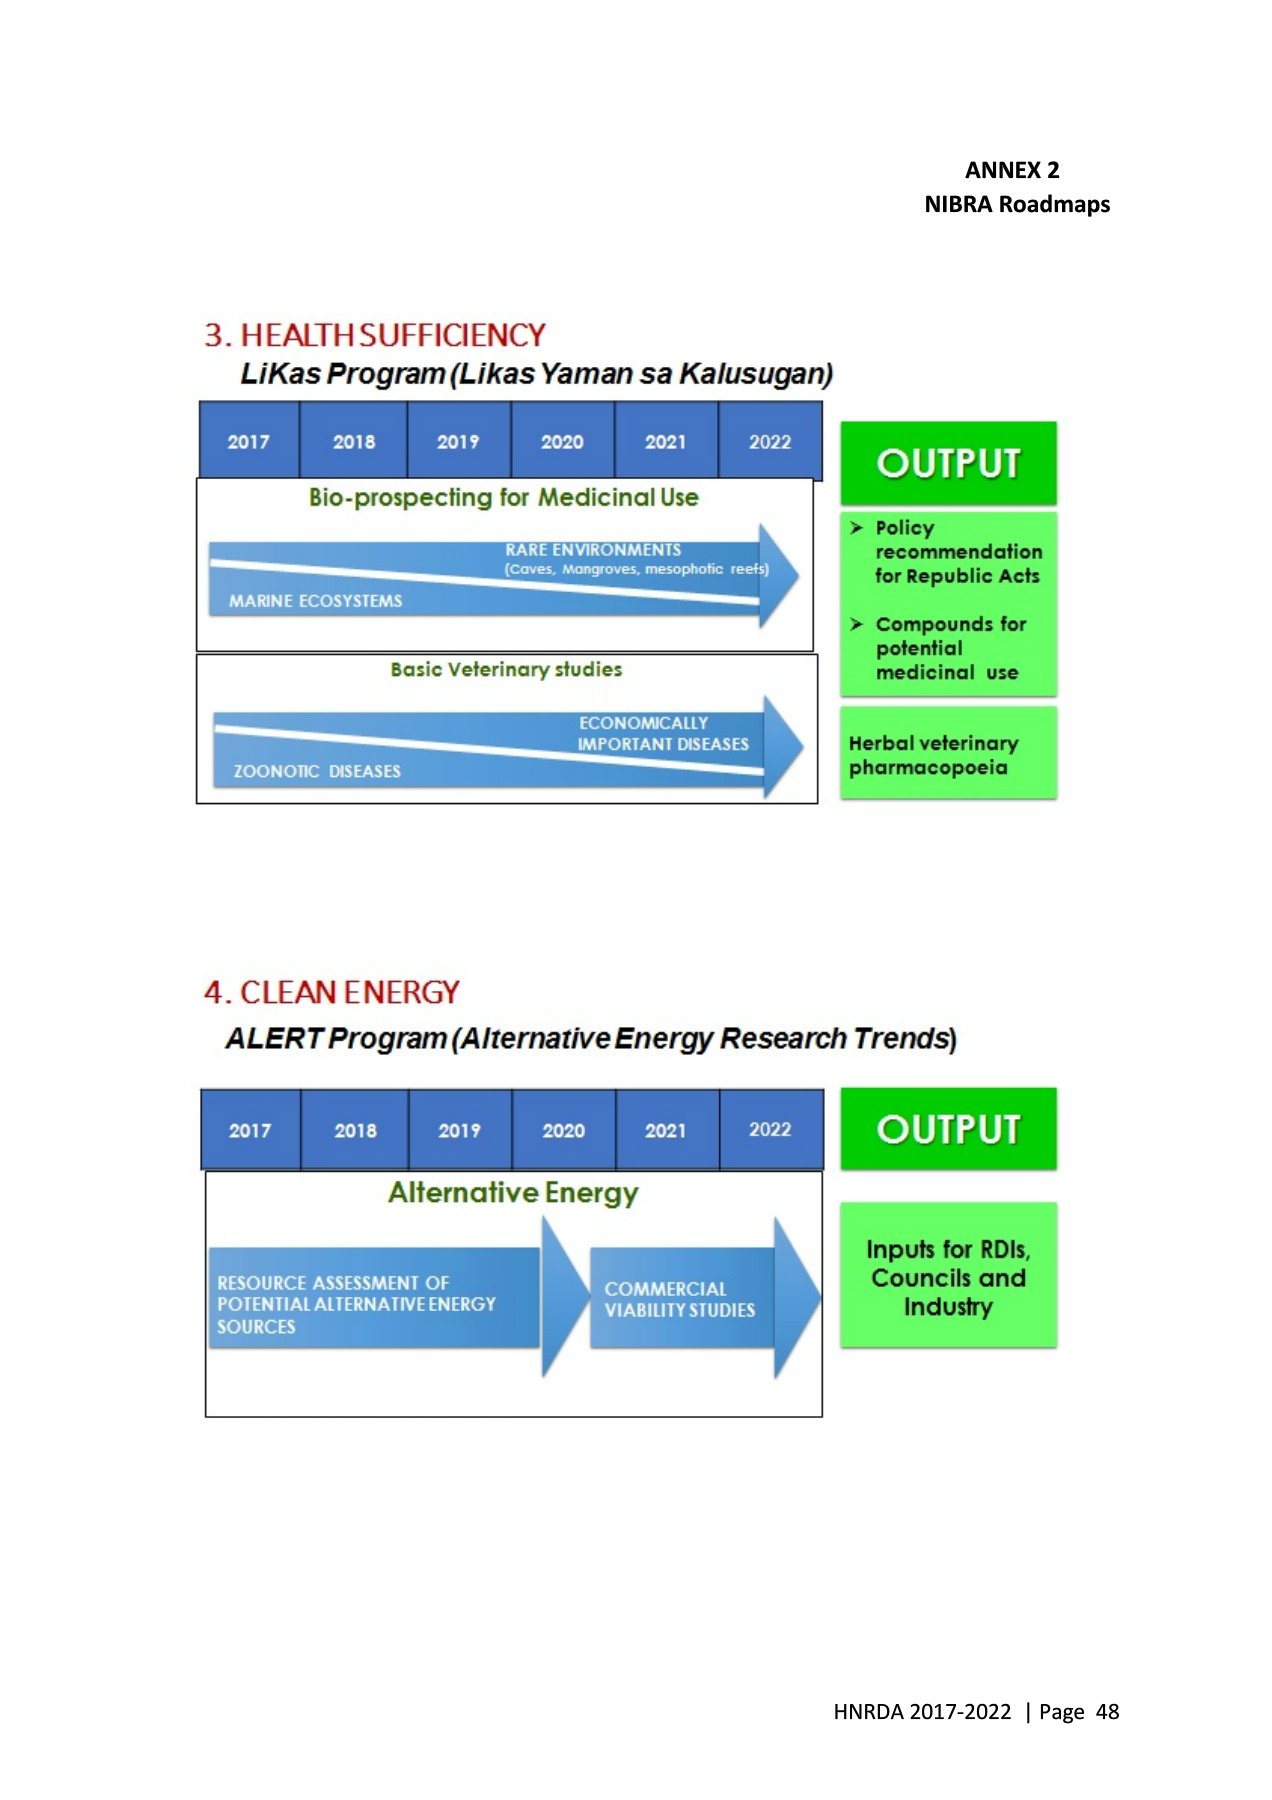 ANNEX 2
NIBRA Roadmaps
3. HEALTH SUFFICIENCY
LiKas Program (Likas Yaman sa Kalusugan)
2017 2018 2019 2020 2021 2022
OUTPUT
Bio-prospecting for Medicinal Use
RARE ENVIRONMENTS
(Caves, Mangroves, mesophotic reefs)
MARINE ECOSYSTEMS
➢ Policy
recommendation
for Republic Acts
➢ Compounds for
potential
medicinal use
Basic Veterinary studies
ECONOMICALLY
IMPORTANT DISEASES
ZOONOTIC DISEASES
Herbal veterinary
pharmacopoeia
4. CLEAN ENERGY
ALERT Program (Alternative Energy Research Trends)
2017 2018 2019 2020 2021 2022
OUTPUT
Alternative Energy
RESOURCE ASSESSMENT OF
POTENTIAL ALTERNATIVE ENERGY
SOURCES
COMMERCIAL
VIABILITY STUDIES
Inputs for RDIs,
Councils and
Industry
HNRDA 2017-2022 | Page 48